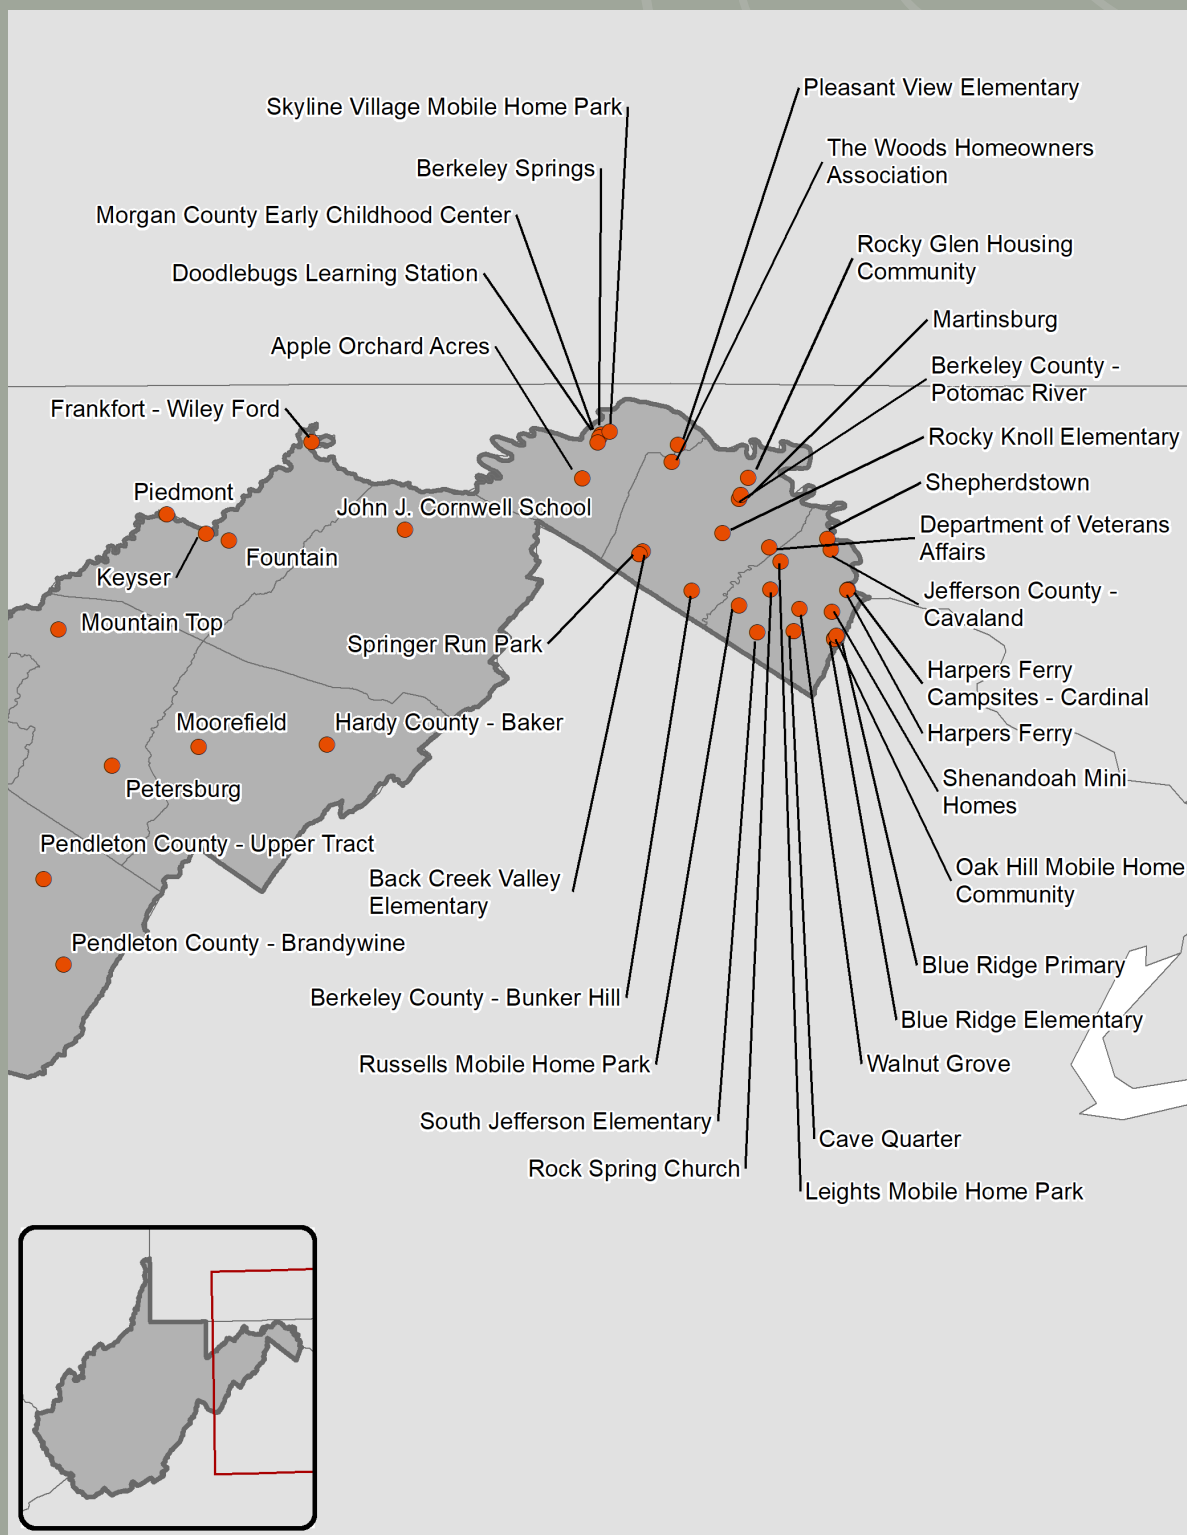 Pleasant View Elementary
Skyline Village Mobile Home Park
The Woods Homeowners
Association
Berkeley Springs
Morgan County Early Childhood Center
Rocky Glen Housing
Community
Doodlebugs Learning Station
Martinsburg
Apple Orchard Acres
Berkeley County -
Potomac River
Frankfort - Wiley Ford
Rocky Knoll Elementary
Shepherdstown
Piedmont
John J. Cornwell School
Department of Veterans
Affairs
Fountain
Keyser
Jefferson County -
Cavaland
Mountain Top
Springer Run Park
Harpers Ferry
Campsites - Cardinal
Moorefield
Hardy County - Baker
Harpers Ferry
Shenandoah Mini
Homes
Petersburg
Pendleton County - Upper Tract
Oak Hill Mobile Home
Community
Back Creek Valley
Elementary
Pendleton County - Brandywine
Blue Ridge Primary
Berkeley County - Bunker Hill
Blue Ridge Elementary
Russells Mobile Home Park
Walnut Grove
South Jefferson Elementary
Cave Quarter
Rock Spring Church
Leights Mobile Home Park